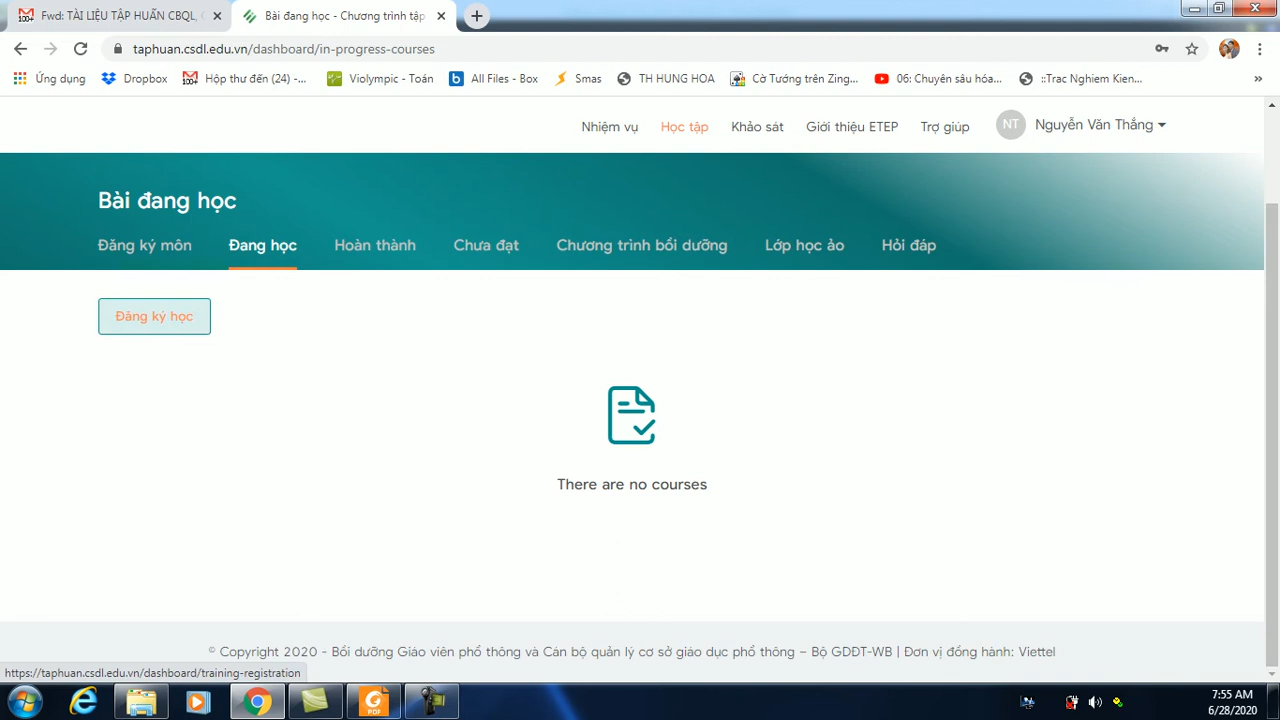 Fwd: TÀI LIỆU TẬP HUẤN CBQL, G
Bài đang học - Chương trình tập
taphuan.csdl.edu.vn/dashboard/in-progress-courses
Ứng dụng
Dropbox
Hộp thư đến (24) -...
Violympic - Toán
All Files - Box
Smas
TH HUNG HOA
Cờ Tướng trên Zing...
06: Chuyên sâu hóa...
::Trac Nghiem Kien...
Nhiệm vụ
Học tập
Khảo sát
Giới thiệu ETEP
Trợ giúp
NT
Nguyễn Văn Thắng
Bài đang học
Đăng ký môn
Đang học
Hoàn thành
Chưa đạt
Chương trình bồi dưỡng
Lớp học ảo
Hỏi đáp
Đăng ký học
There are no courses
© Copyright 2020 - Bồi dưỡng Giáo viên phổ thông và Cán bộ quản lý cơ sở giáo dục phổ thông – Bộ GDĐT-WB | Đơn vị đồng hành: Viettel
https://taphuan.csdl.edu.vn/dashboard/training-registration
7:55 AM
6/28/2020